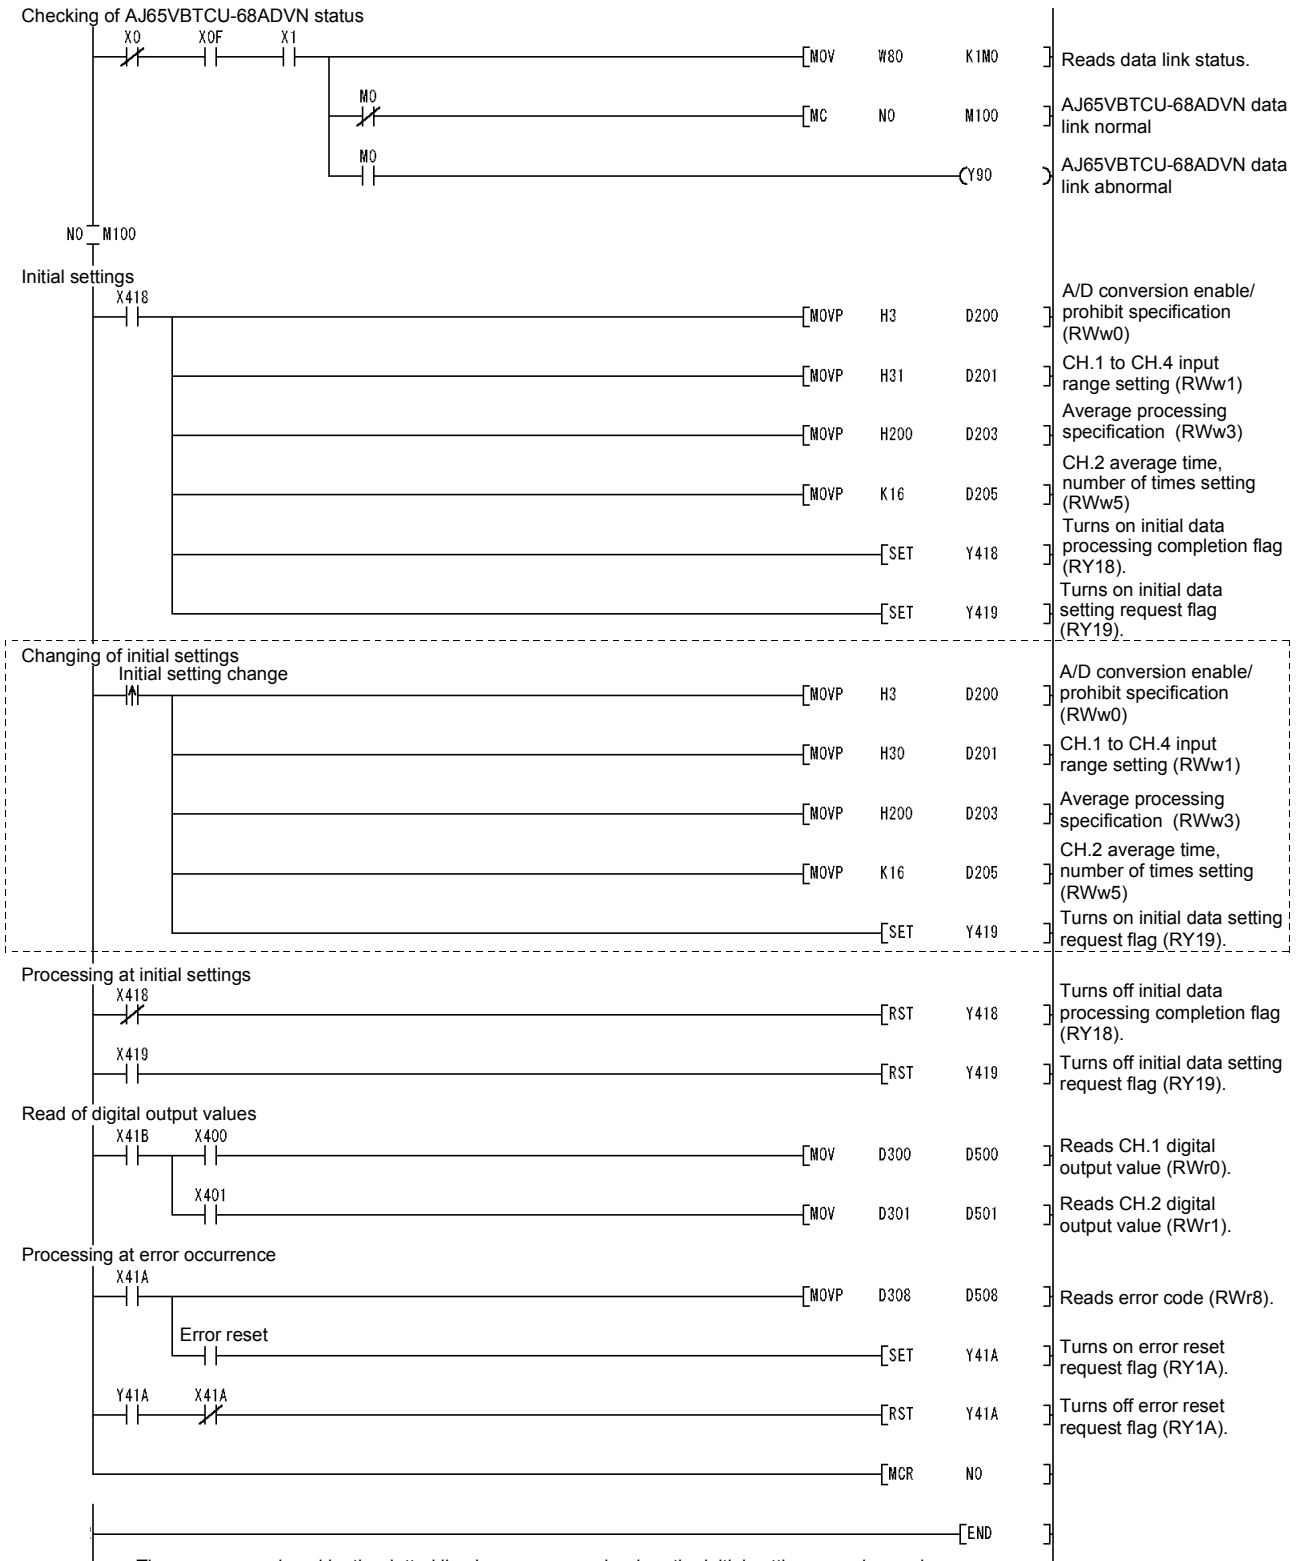 Checking of AJ65VBTCU-68ADVN status
X0 X0F X1
MOV W80 K1M0 Reads data link status.
M0
MC N0 M100 AJ65VBTCU-68ADVN data
link normal
M0
Y90 AJ65VBTCU-68ADVN data
link abnormal
N0 M100
Initial settings
X418
MOVP H3 D200 A/D conversion enable/
prohibit specification
(RWw0)
MOVP H31 D201 CH.1 to CH.4 input
range setting (RWw1)
MOVP H200 D203 Average processing
specification (RWw3)
MOVP K16 D205 CH.2 average time,
number of times setting
(RWw5)
SET Y418 Turns on initial data
processing completion flag
(RY18).
SET Y419 Turns on initial data
setting request flag
(RY19).
Changing of initial settings
Initial setting change
MOVP H3 D200 A/D conversion enable/
prohibit specification
(RWw0)
MOVP H30 D201 CH.1 to CH.4 input
range setting (RWw1)
MOVP H200 D203 Average processing
specification (RWw3)
MOVP K16 D205 CH.2 average time,
number of times setting
(RWw5)
SET Y419 Turns on initial data setting
request flag (RY19).
Processing at initial settings
X418
RST Y418 Turns off initial data
processing completion flag
(RY18).
X419
RST Y419 Turns off initial data setting
request flag (RY19).
Read of digital output values
X41B X400
MOV D300 D500 Reads CH.1 digital
output value (RWr0).
X401
MOV D301 D501 Reads CH.2 digital
output value (RWr1).
Processing at error occurrence
X41A
MOVP D308 D508 Reads error code (RWr8).
Error reset
SET Y41A Turns on error reset
request flag (RY1A).
Y41A X41A
RST Y41A Turns off error reset
request flag (RY1A).
MCR N0
END